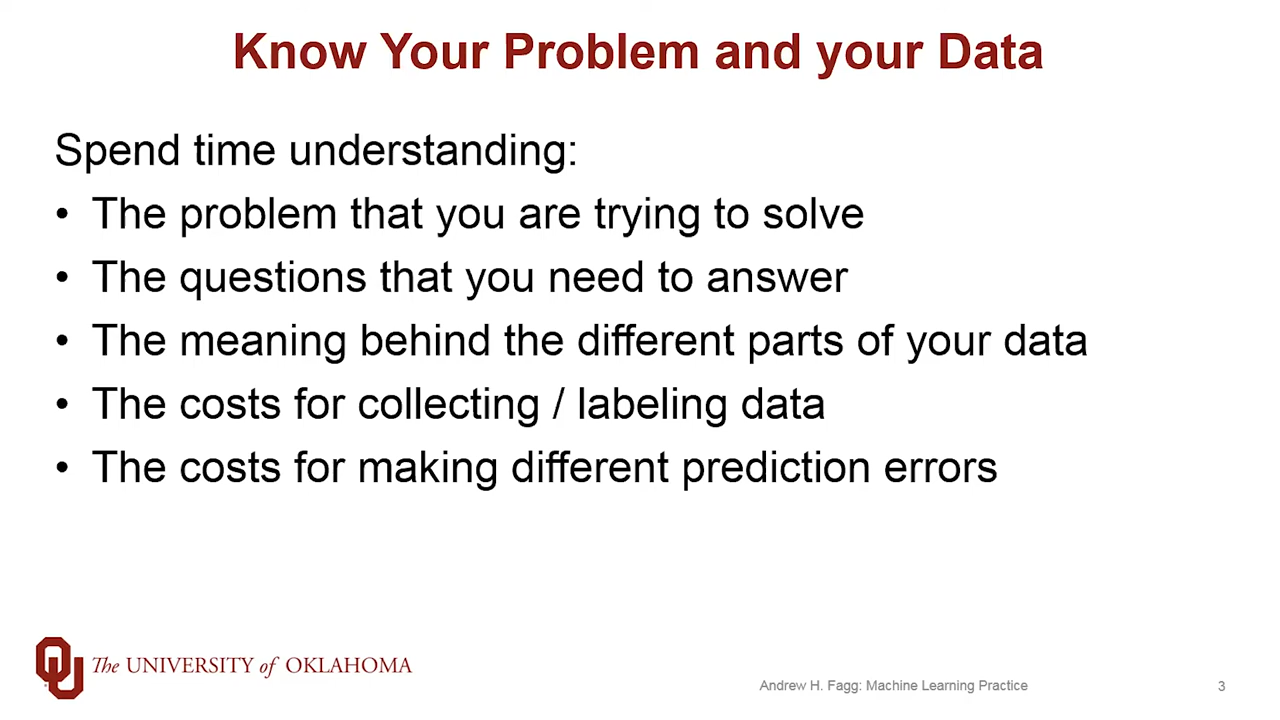 Know Your Problem and your Data
Spend time understanding:
• The problem that you are trying to solve
• The questions that you need to answer
• The meaning behind the different parts of your data
• The costs for collecting / labeling data
• The costs for making different prediction errors
OU The UNIVERSITY of OKLAHOMA
Andrew H. Fagg: Machine Learning Practice
3